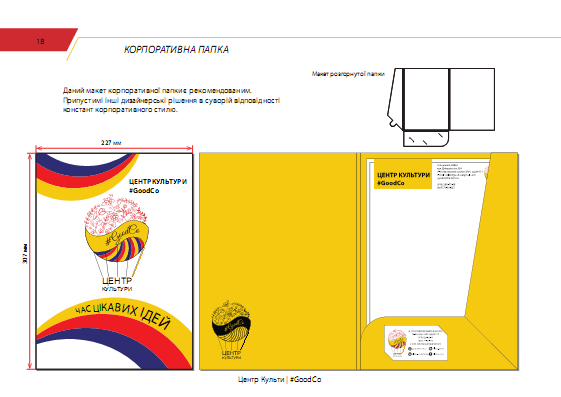 18
КОРПОРАТИВНА ПАПКА
Макет розгорнутої папки
Даний макет корпоративної папки є рекомендованим.
Припустимі інші дизайнерські рішення в суворій відповідності
констант корпоративного стилю.
227 мм
317 мм
ЦЕНТР КУЛЬТУРИ
#GoodCo
#GoodCo
ЦЕНТР
КУЛЬТУРИ
ЧАС ЦІКАВИХ ІДЕЙ
#GoodCo
ЦЕНТР
КУЛЬТУРИ
ЦЕНТР КУЛЬТУРИ
#GoodCo
Центр Культи | #GoodCo